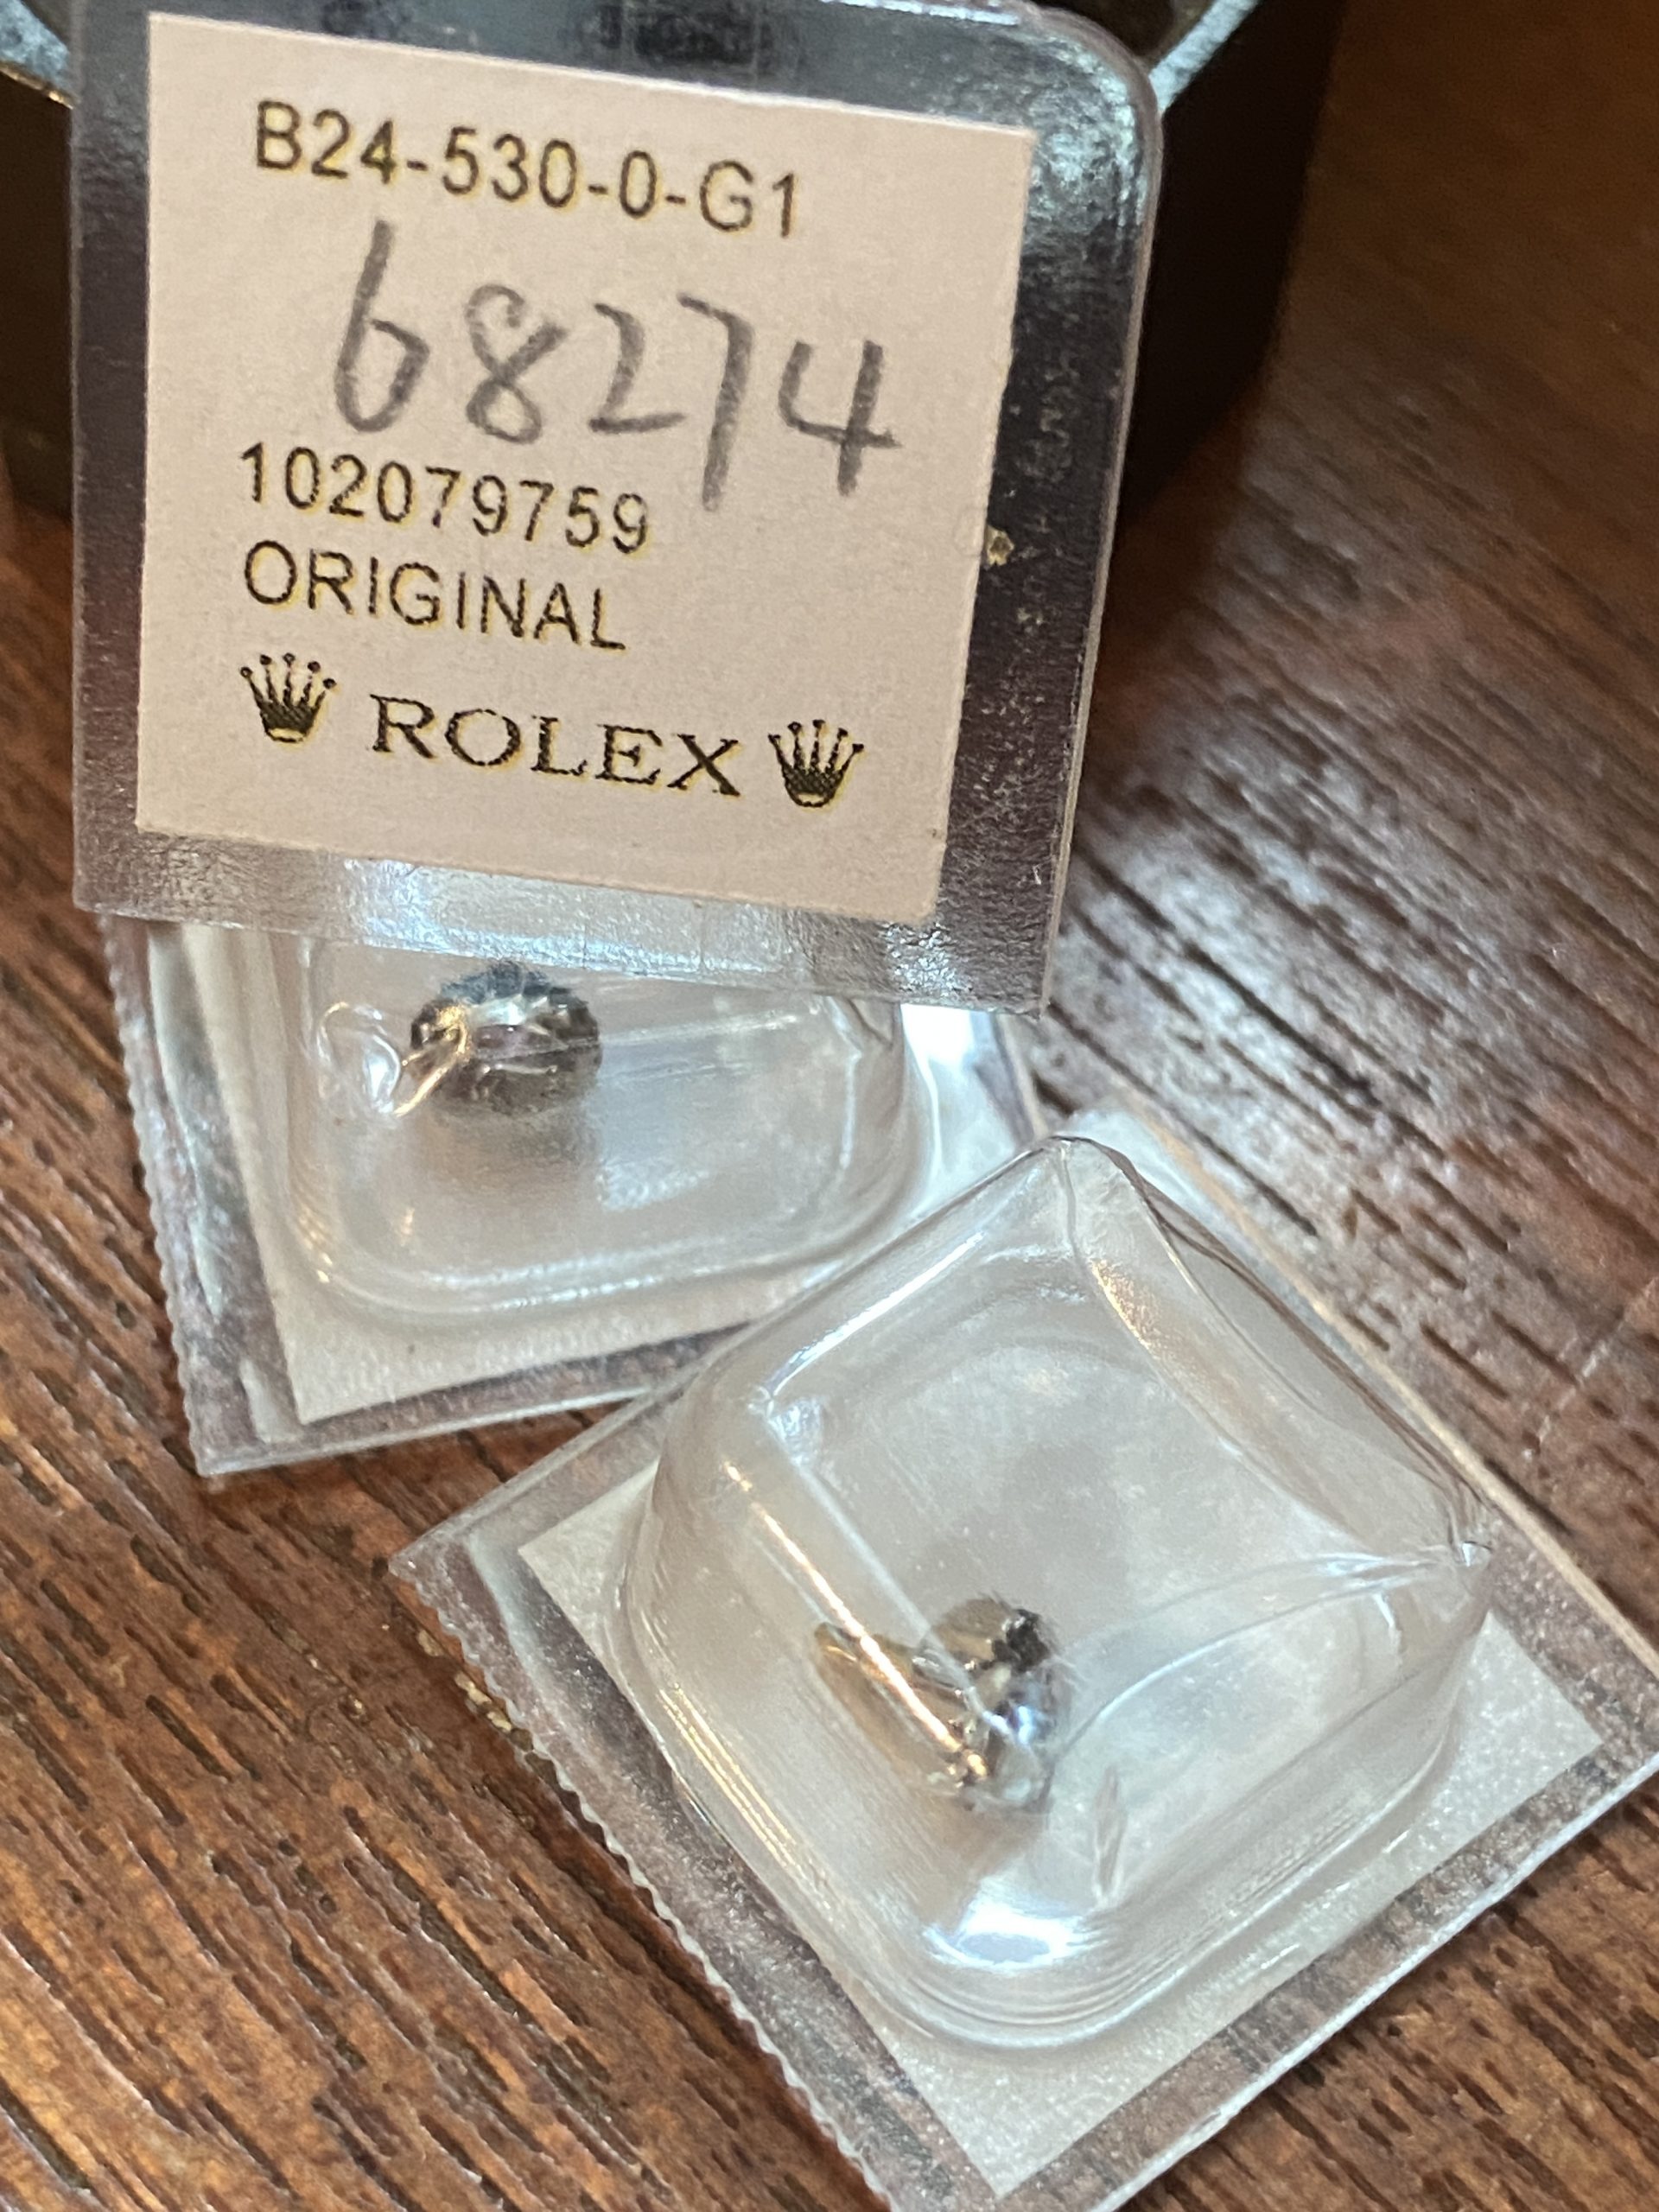 B24-530-0-G1
68274
102079759
ORIGINAL
ROLEX